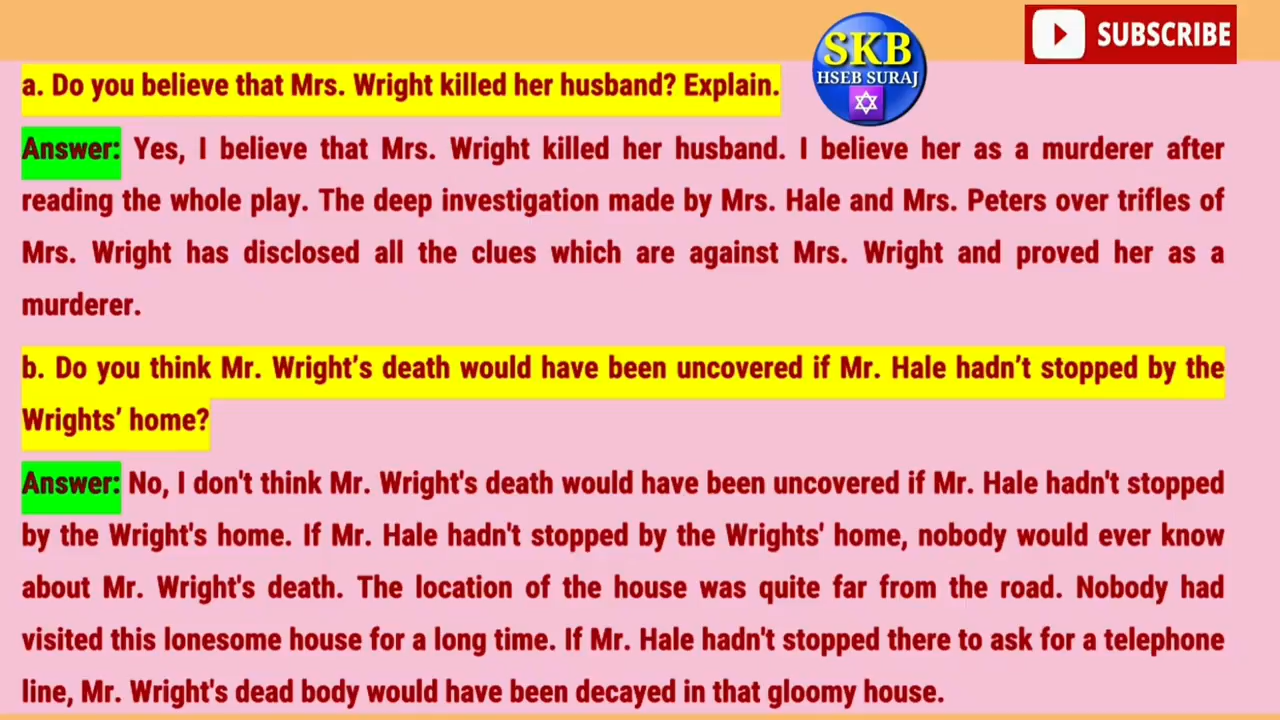 SUBSCRIBE
SKB
HSEB SURAJ
a. Do you believe that Mrs. Wright killed her husband? Explain.
Answer: Yes, I believe that Mrs. Wright killed her husband. I believe her as a murderer after
reading the whole play. The deep investigation made by Mrs. Hale and Mrs. Peters over trifles of
Mrs. Wright has disclosed all the clues which are against Mrs. Wright and proved her as a
murderer.
b. Do you think Mr. Wright’s death would have been uncovered if Mr. Hale hadn’t stopped by the
Wrights’ home?
Answer: No, I don't think Mr. Wright's death would have been uncovered if Mr. Hale hadn't stopped
by the Wright's home. If Mr. Hale hadn't stopped by the Wrights' home, nobody would ever know
about Mr. Wright's death. The location of the house was quite far from the road. Nobody had
visited this lonesome house for a long time. If Mr. Hale hadn't stopped there to ask for a telephone
line, Mr. Wright's dead body would have been decayed in that gloomy house.